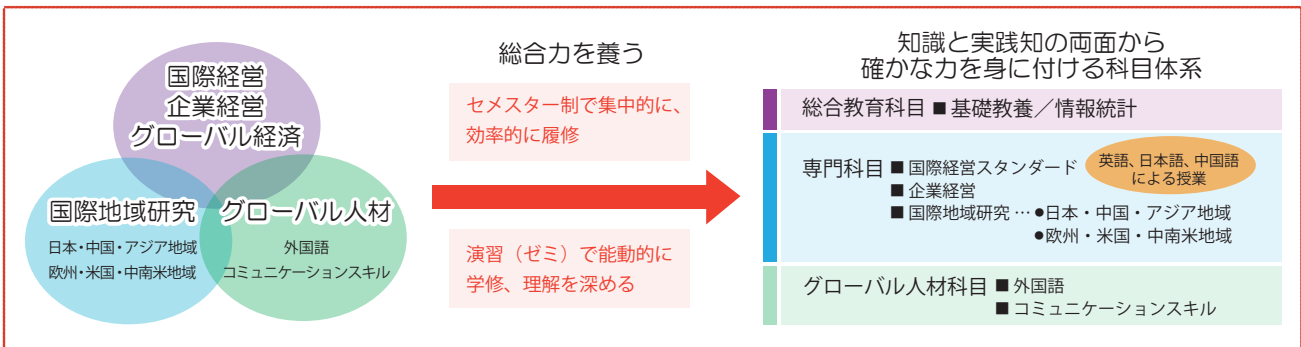 国際経営
企業経営
グローバル経済
国際地域研究
日本・中国・アジア地域
欧州・米国・中南米地域
グローバル人材
外国語
コミュニケーションスキル
総合力を養う
セメスター制で集中的に、
効率的に履修
演習（ゼミ）で能動的に
学修、理解を深める
知識と実践知の両面から
確かな力を身に付ける科目体系
総合教育科目 ■ 基礎教養／情報統計
専門科目 ■ 国際経営スタンダード
■ 企業経営
■ 国際地域研究 … ●日本・中国・アジア地域
●欧州・米国・中南米地域
英語、日本語、中国語
による授業
グローバル人材科目 ■ 外国語
■ コミュニケーションスキル